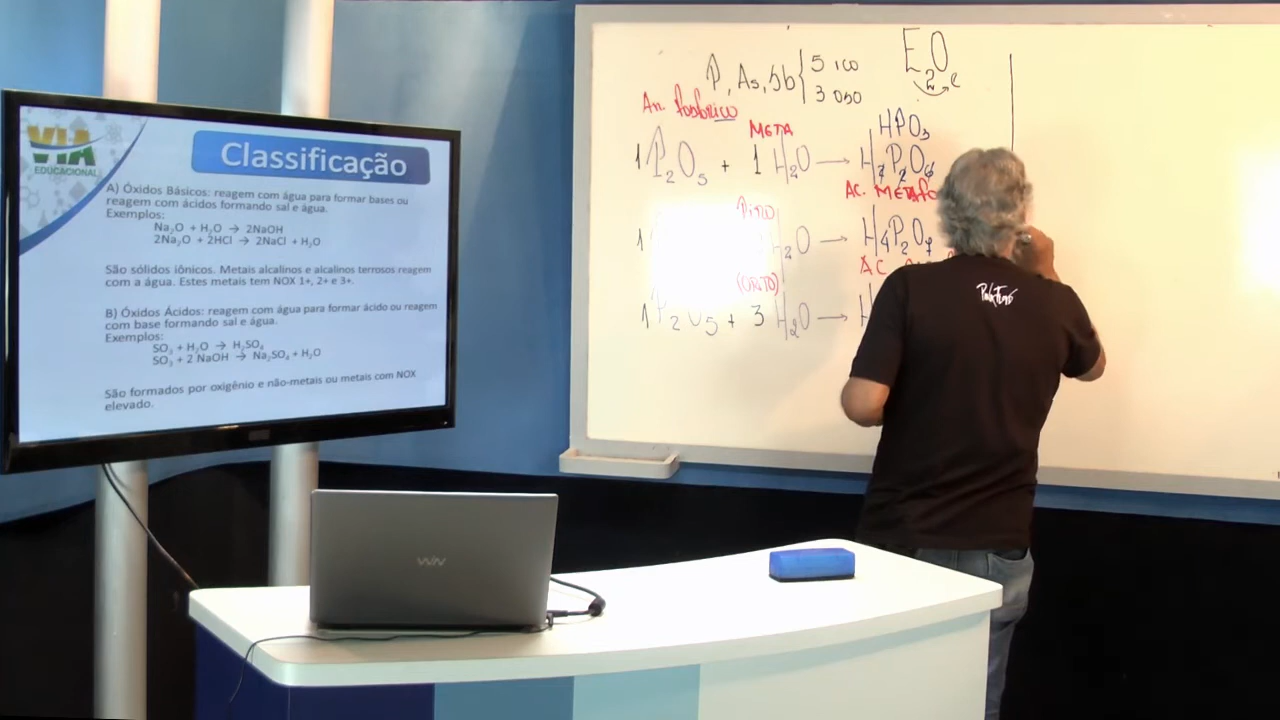 VIA
EDUCACIONAL
Classificação
A) Óxidos Básicos: reagem com água para formar bases ou
reagem com ácidos formando sal e água.
Exemplos:
Na₂O + H₂O → 2NaOH
2Na₂O + 2HCl → 2NaCl + H₂O
São sólidos iônicos. Metais alcalinos e alcalinos terrosos reagem
com a água. Estes metais tem NOX 1+, 2+ e 3+.
B) Óxidos Ácidos: reagem com água para formar ácido ou reagem
com base formando sal e água.
Exemplos:
SO₃ + H₂O → H₂SO₄
SO₃ + 2 NaOH → Na₂SO₄ + H₂O
São formados por oxigênio e não-metais ou metais com NOX
elevado.
P, As, Sb { 5 ico
3 oso
E₂O
An. Fosfórico
META
HPO₃
1 P₂O₅ + 1 H₂O → H₂P₂O₆
AC. METAFO
PIRO
1 H₂O → H₄P₂O₇
(ORTO)
AC
1 P₂O₅ + 3 H₂O → H
Pink Floyd